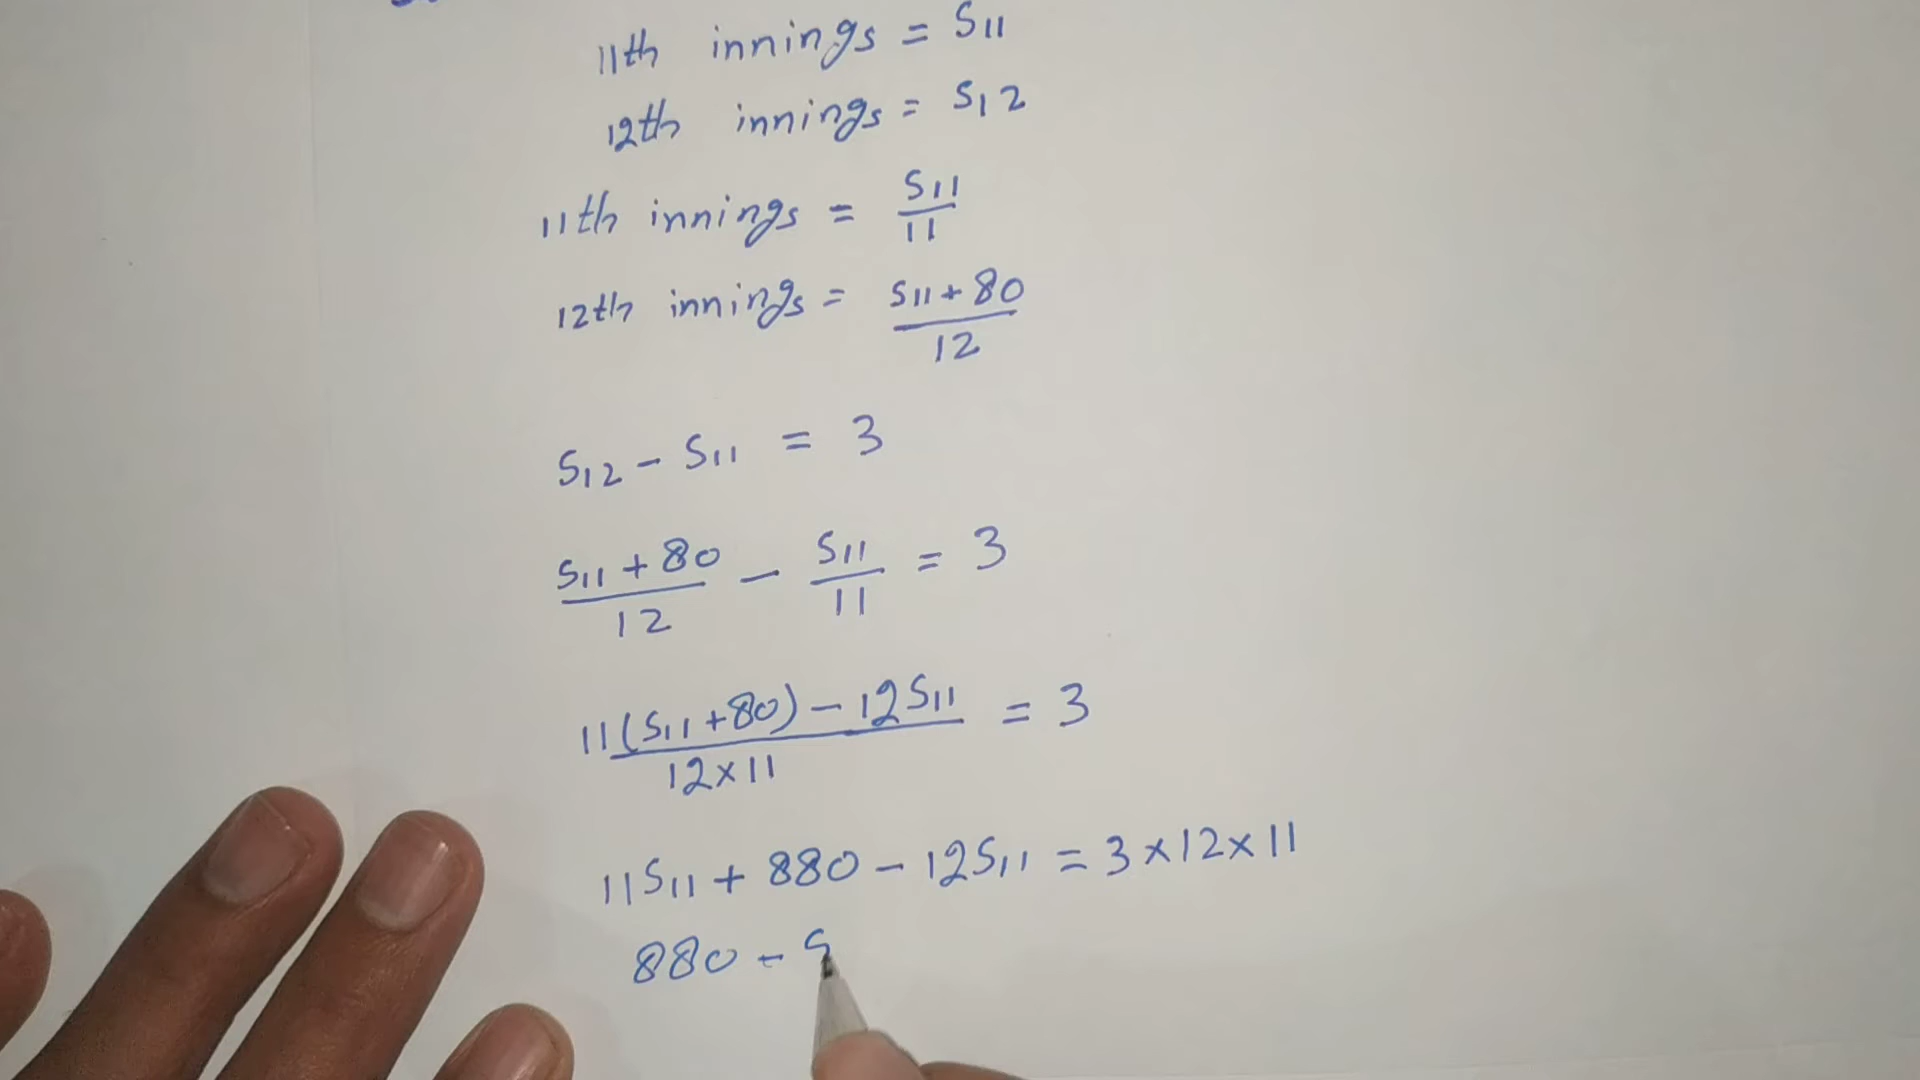 11th innings = S11
12th innings = S12
11th innings = S11/11
12th innings = S11+80/12
S12 - S11 = 3
S11+80/12 - S11/11 = 3
11(S11+80) - 12S11/12×11 = 3
11S11 + 880 - 12S11 = 3×12×11
880 - S